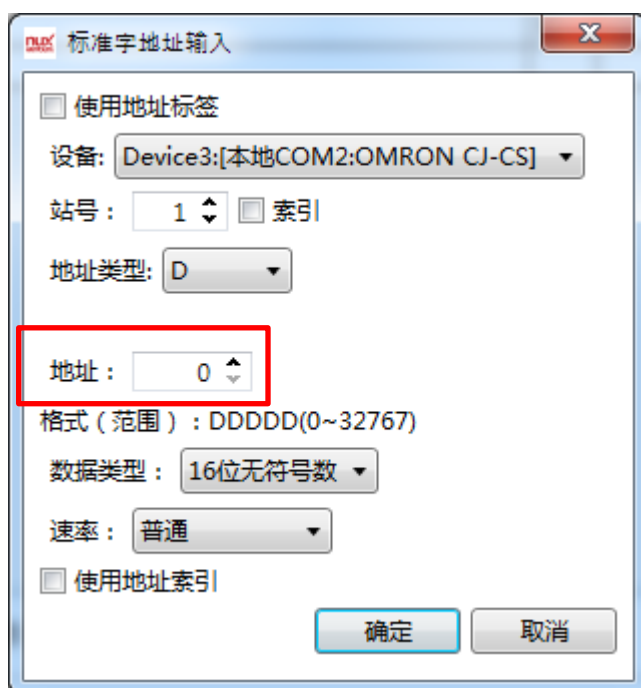 标准字地址输入
使用地址标签
设备: Device3:[本地COM2:OMRON CJ-CS]
站号： 1 索引
地址类型: D
地址： 0
格式（范围）：DDDDD(0~32767)
数据类型： 16位无符号数
速率： 普通
使用地址索引
确定 取消